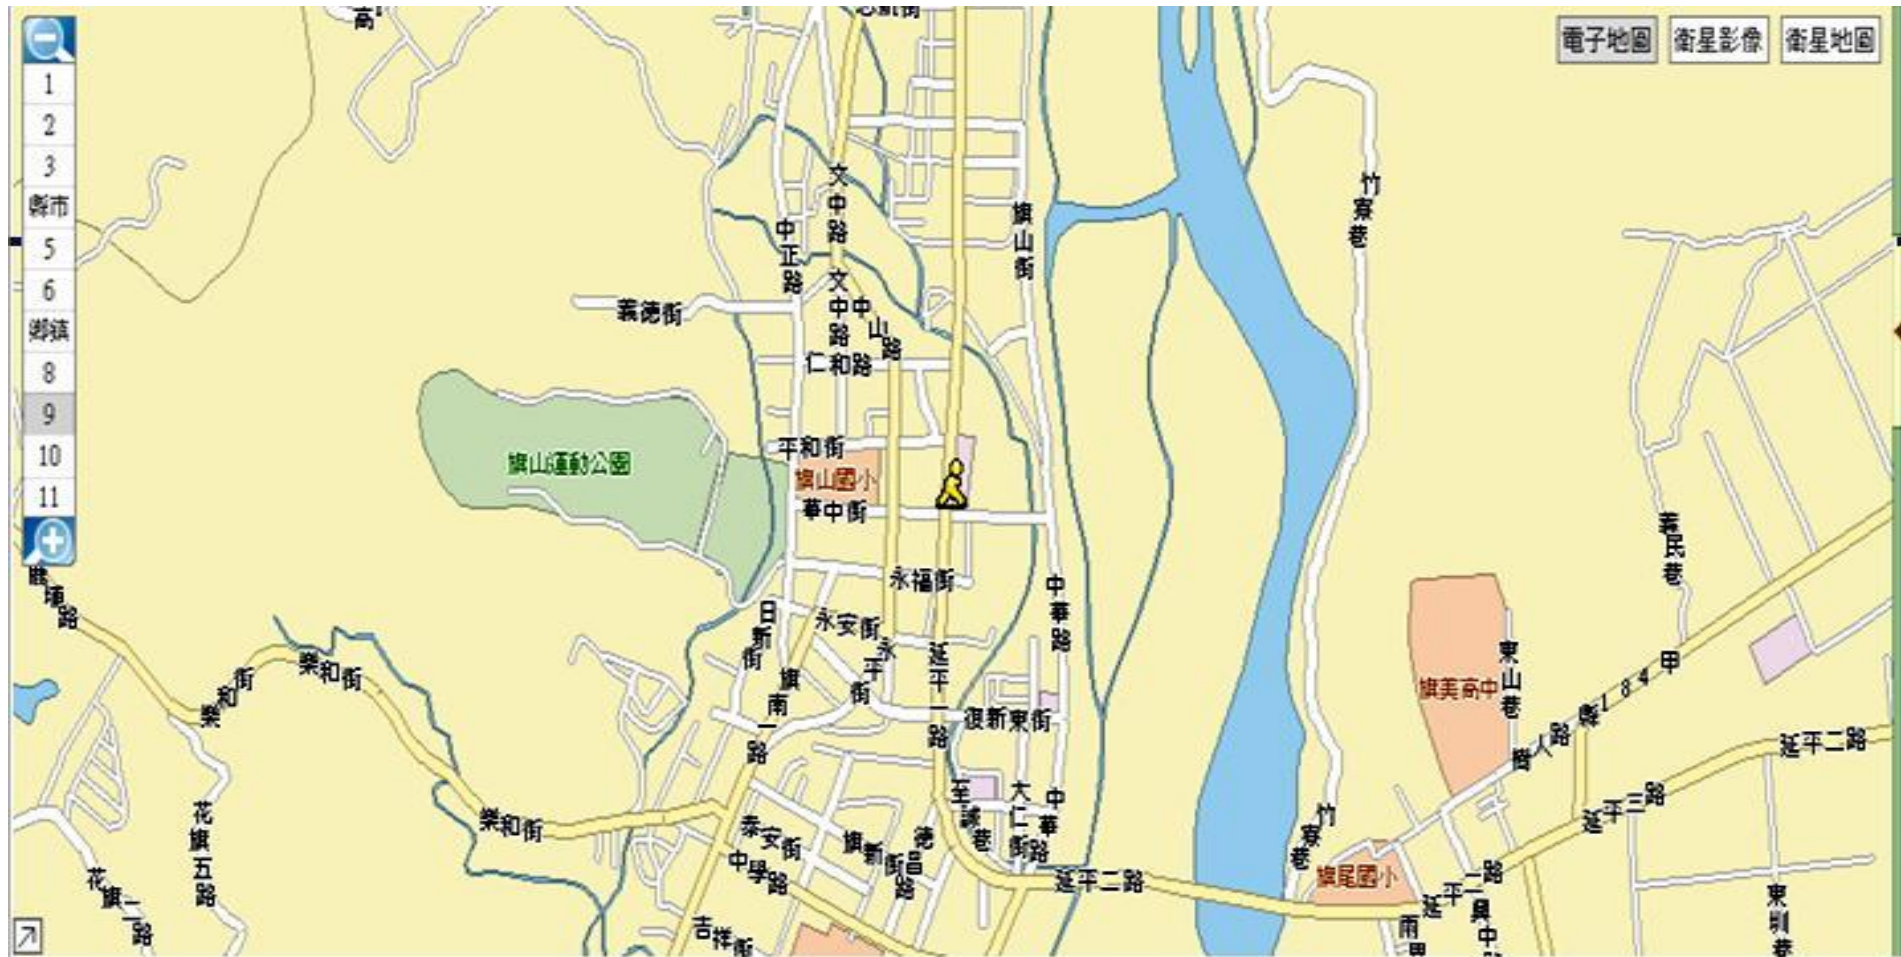 電子地圖
衛星影像
衛星地圖
1
2
3
縣市
5
6
鄉鎮
8
9
10
11
高
文中路
中正路
旗山街
竹寮巷
文中路
中山路
義德街
仁和路
平和街
旗山運動公園
旗山國小
華中街
永福街
中華路
義民巷
日新街
永安街
永平街
延平一路
東山巷
縣184甲
旗美高中
樂和街
樂和街
旗南一路
復新東街
樹人路
延平二路
延平三路
花旗五路
樂和街
泰安街
旗新街
德昌路
至誠巷
大仁街
中華路
竹寮巷
中學路
延平二路
旗尾國小
延平二路
花旗二路
吉祥街
興中
東圳巷